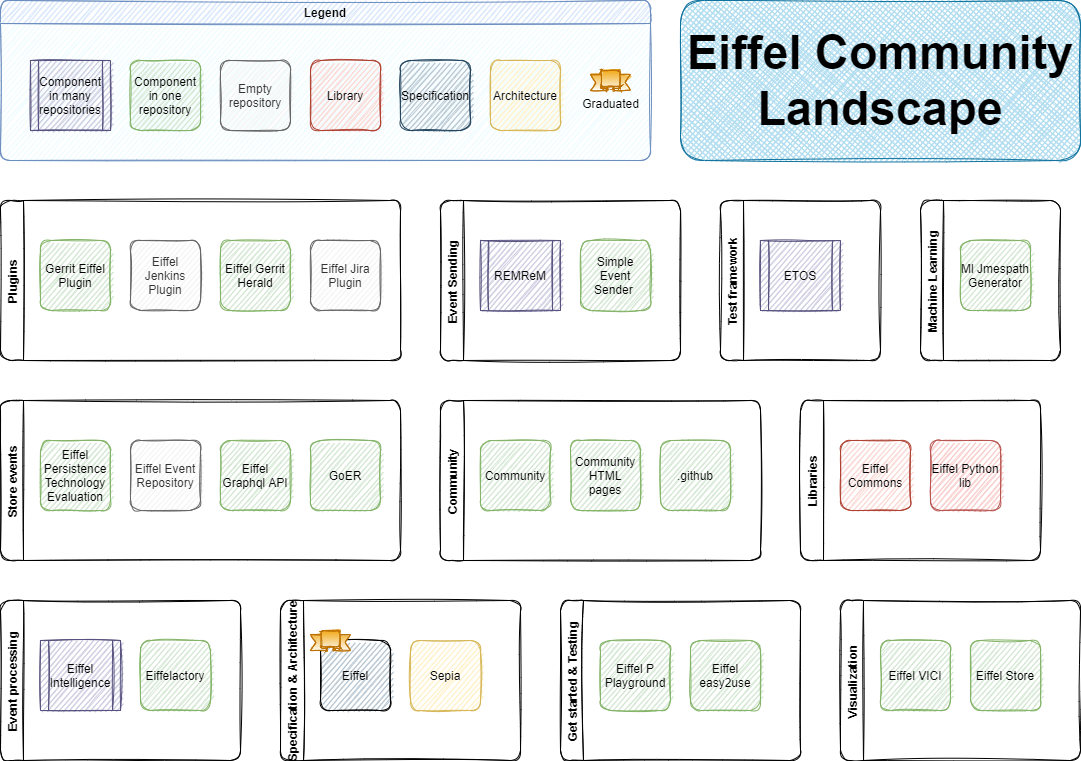 Legend
Eiffel Community
Landscape
Component
in many
repositories
Component
in one
repository
Empty
repository
Library
Specification
Architecture
Graduated
Plugins
Gerrit Eiffel
Plugin
Eiffel
Jenkins
Plugin
Eiffel Gerrit
Herald
Eiffel Jira
Plugin
Event Sending
REMReM
Simple
Event
Sender
Test framework
ETOS
Machine Learning
Ml Jmespath
Generator
Store events
Eiffel
Persistence
Technology
Evaluation
Eiffel Event
Repository
Eiffel
Graphql API
GoER
Community
Community
Community
HTML
pages
.github
Libraries
Eiffel
Commons
Eiffel Python
lib
Event processing
Eiffel
Intelligence
Eiffelactory
Specification & Architecture
Eiffel
Sepia
Get started & Testing
Eiffel P
Playground
Eiffel
easy2use
Visualization
Eiffel VICI
Eiffel Store